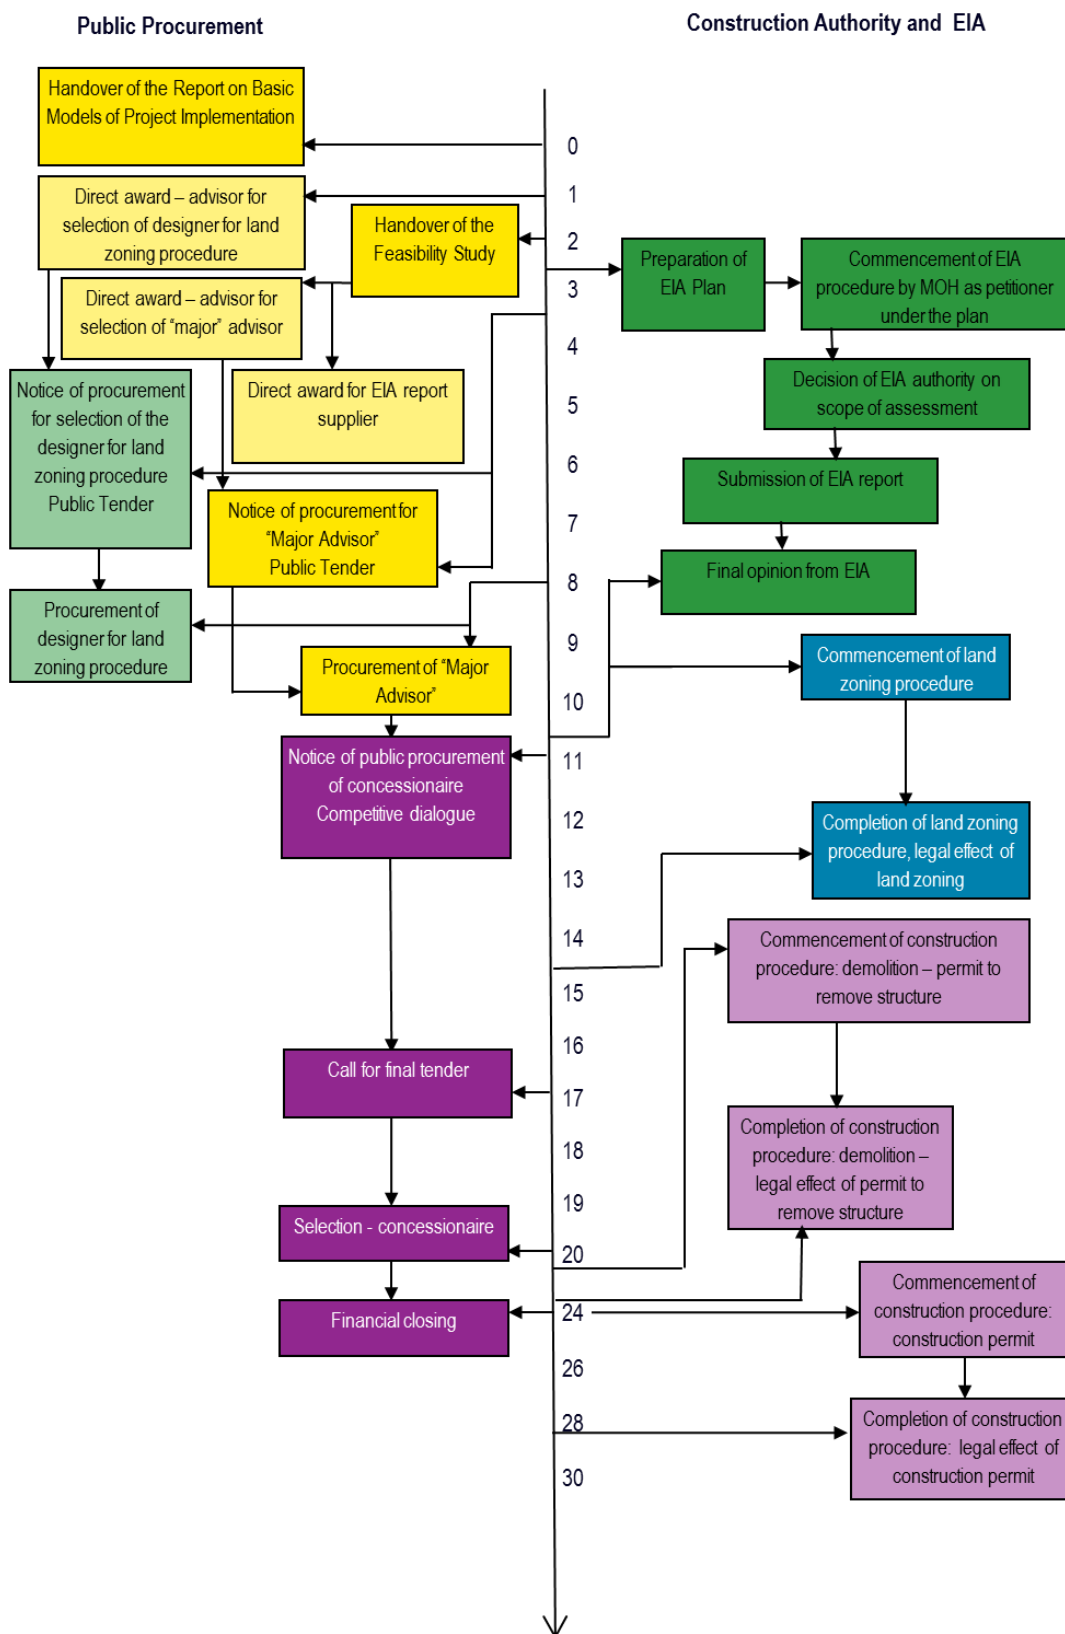 Public Procurement
Construction Authority and EIA
Handover of the Report on Basic
Models of Project Implementation
0
Direct award – advisor for
selection of designer for land
zoning procedure
1
Handover of the
Feasibility Study
2
Preparation of
EIA Plan
Commencement of EIA
procedure by MOH as petitioner
under the plan
3
Direct award – advisor for
selection of "major" advisor
4
Notice of procurement
for selection of the
designer for land
zoning procedure
Public Tender
Direct award for EIA report
supplier
5
Decision of EIA authority on
scope of assessment
6
Submission of EIA report
Notice of procurement for
"Major Advisor"
Public Tender
7
Final opinion from EIA
8
Procurement of
designer for land
zoning procedure
9
Procurement of "Major
Advisor"
Commencement of land
zoning procedure
10
Notice of public procurement
of concessionaire
Competitive dialogue
11
12
Completion of land zoning
procedure, legal effect of
land zoning
13
14
Commencement of construction
procedure: demolition – permit to
remove structure
15
16
Call for final tender
17
Completion of construction
procedure: demolition –
legal effect of permit to
remove structure
18
19
Selection - concessionaire
20
Financial closing
24
Commencement of
construction procedure:
construction permit
26
28
Completion of construction
procedure: legal effect of
construction permit
30